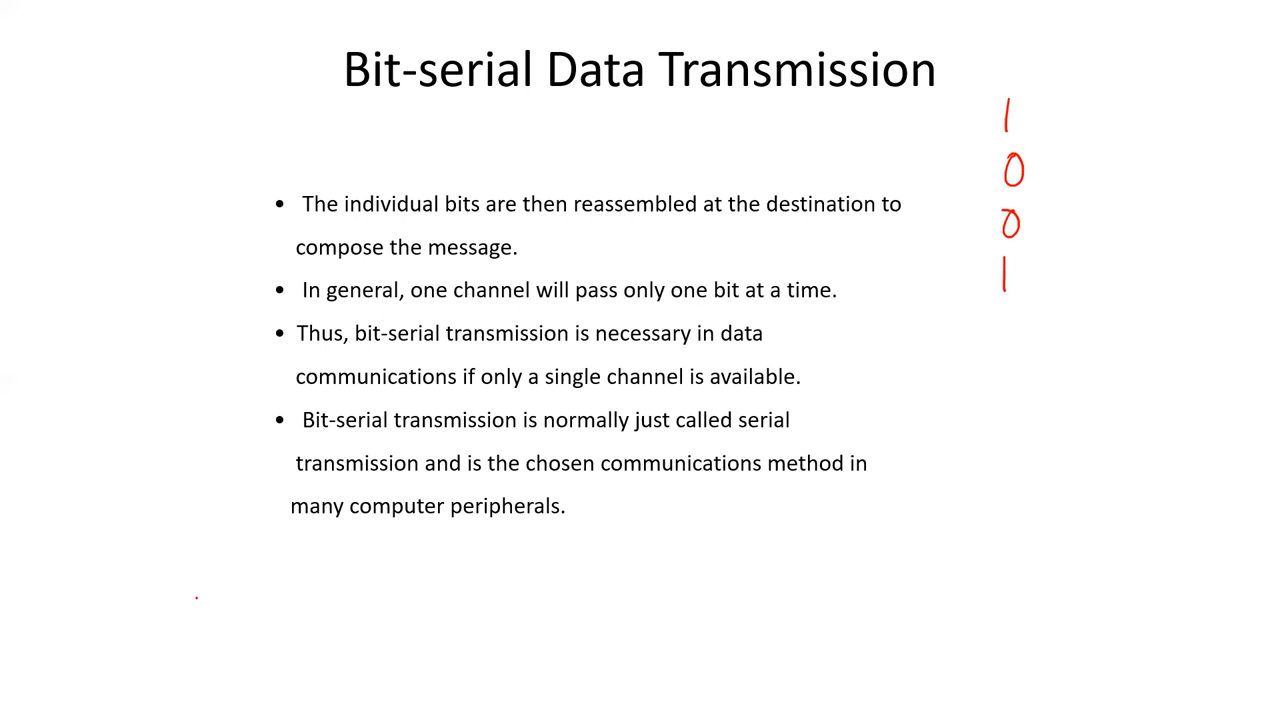 Bit-serial Data Transmission
1
0
0
1
• The individual bits are then reassembled at the destination to
compose the message.
• In general, one channel will pass only one bit at a time.
• Thus, bit-serial transmission is necessary in data
communications if only a single channel is available.
• Bit-serial transmission is normally just called serial
transmission and is the chosen communications method in
many computer peripherals.